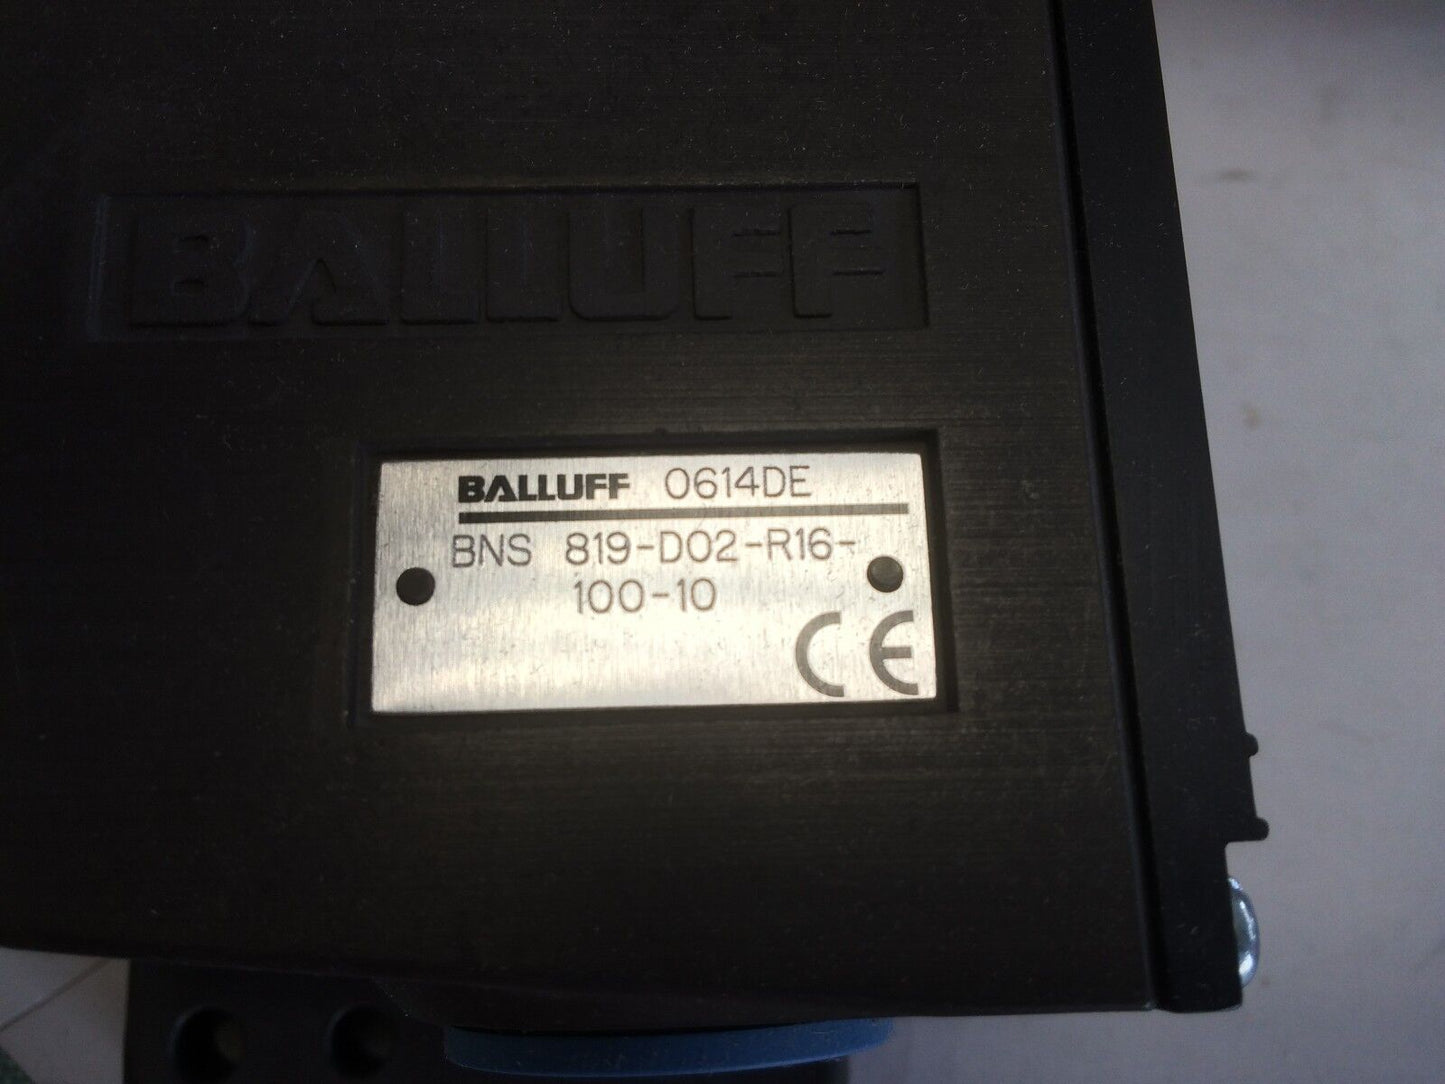 BALLUFF
BALLUFF 0614DE
BNS 819-D02-R16-
100-10
CE